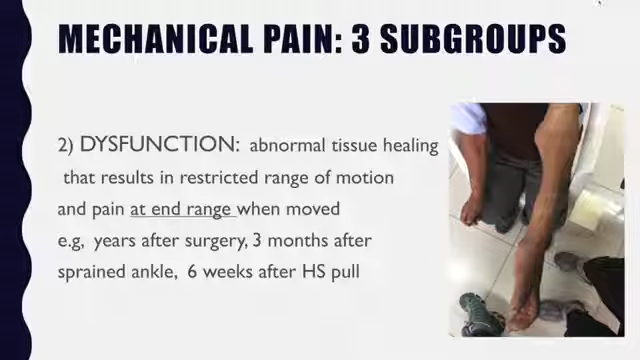 MECHANICAL PAIN: 3 SUBGROUPS
2) DYSFUNCTION: abnormal tissue healing
that results in restricted range of motion
and pain at end range when moved
e.g, years after surgery, 3 months after
sprained ankle, 6 weeks after HS pull